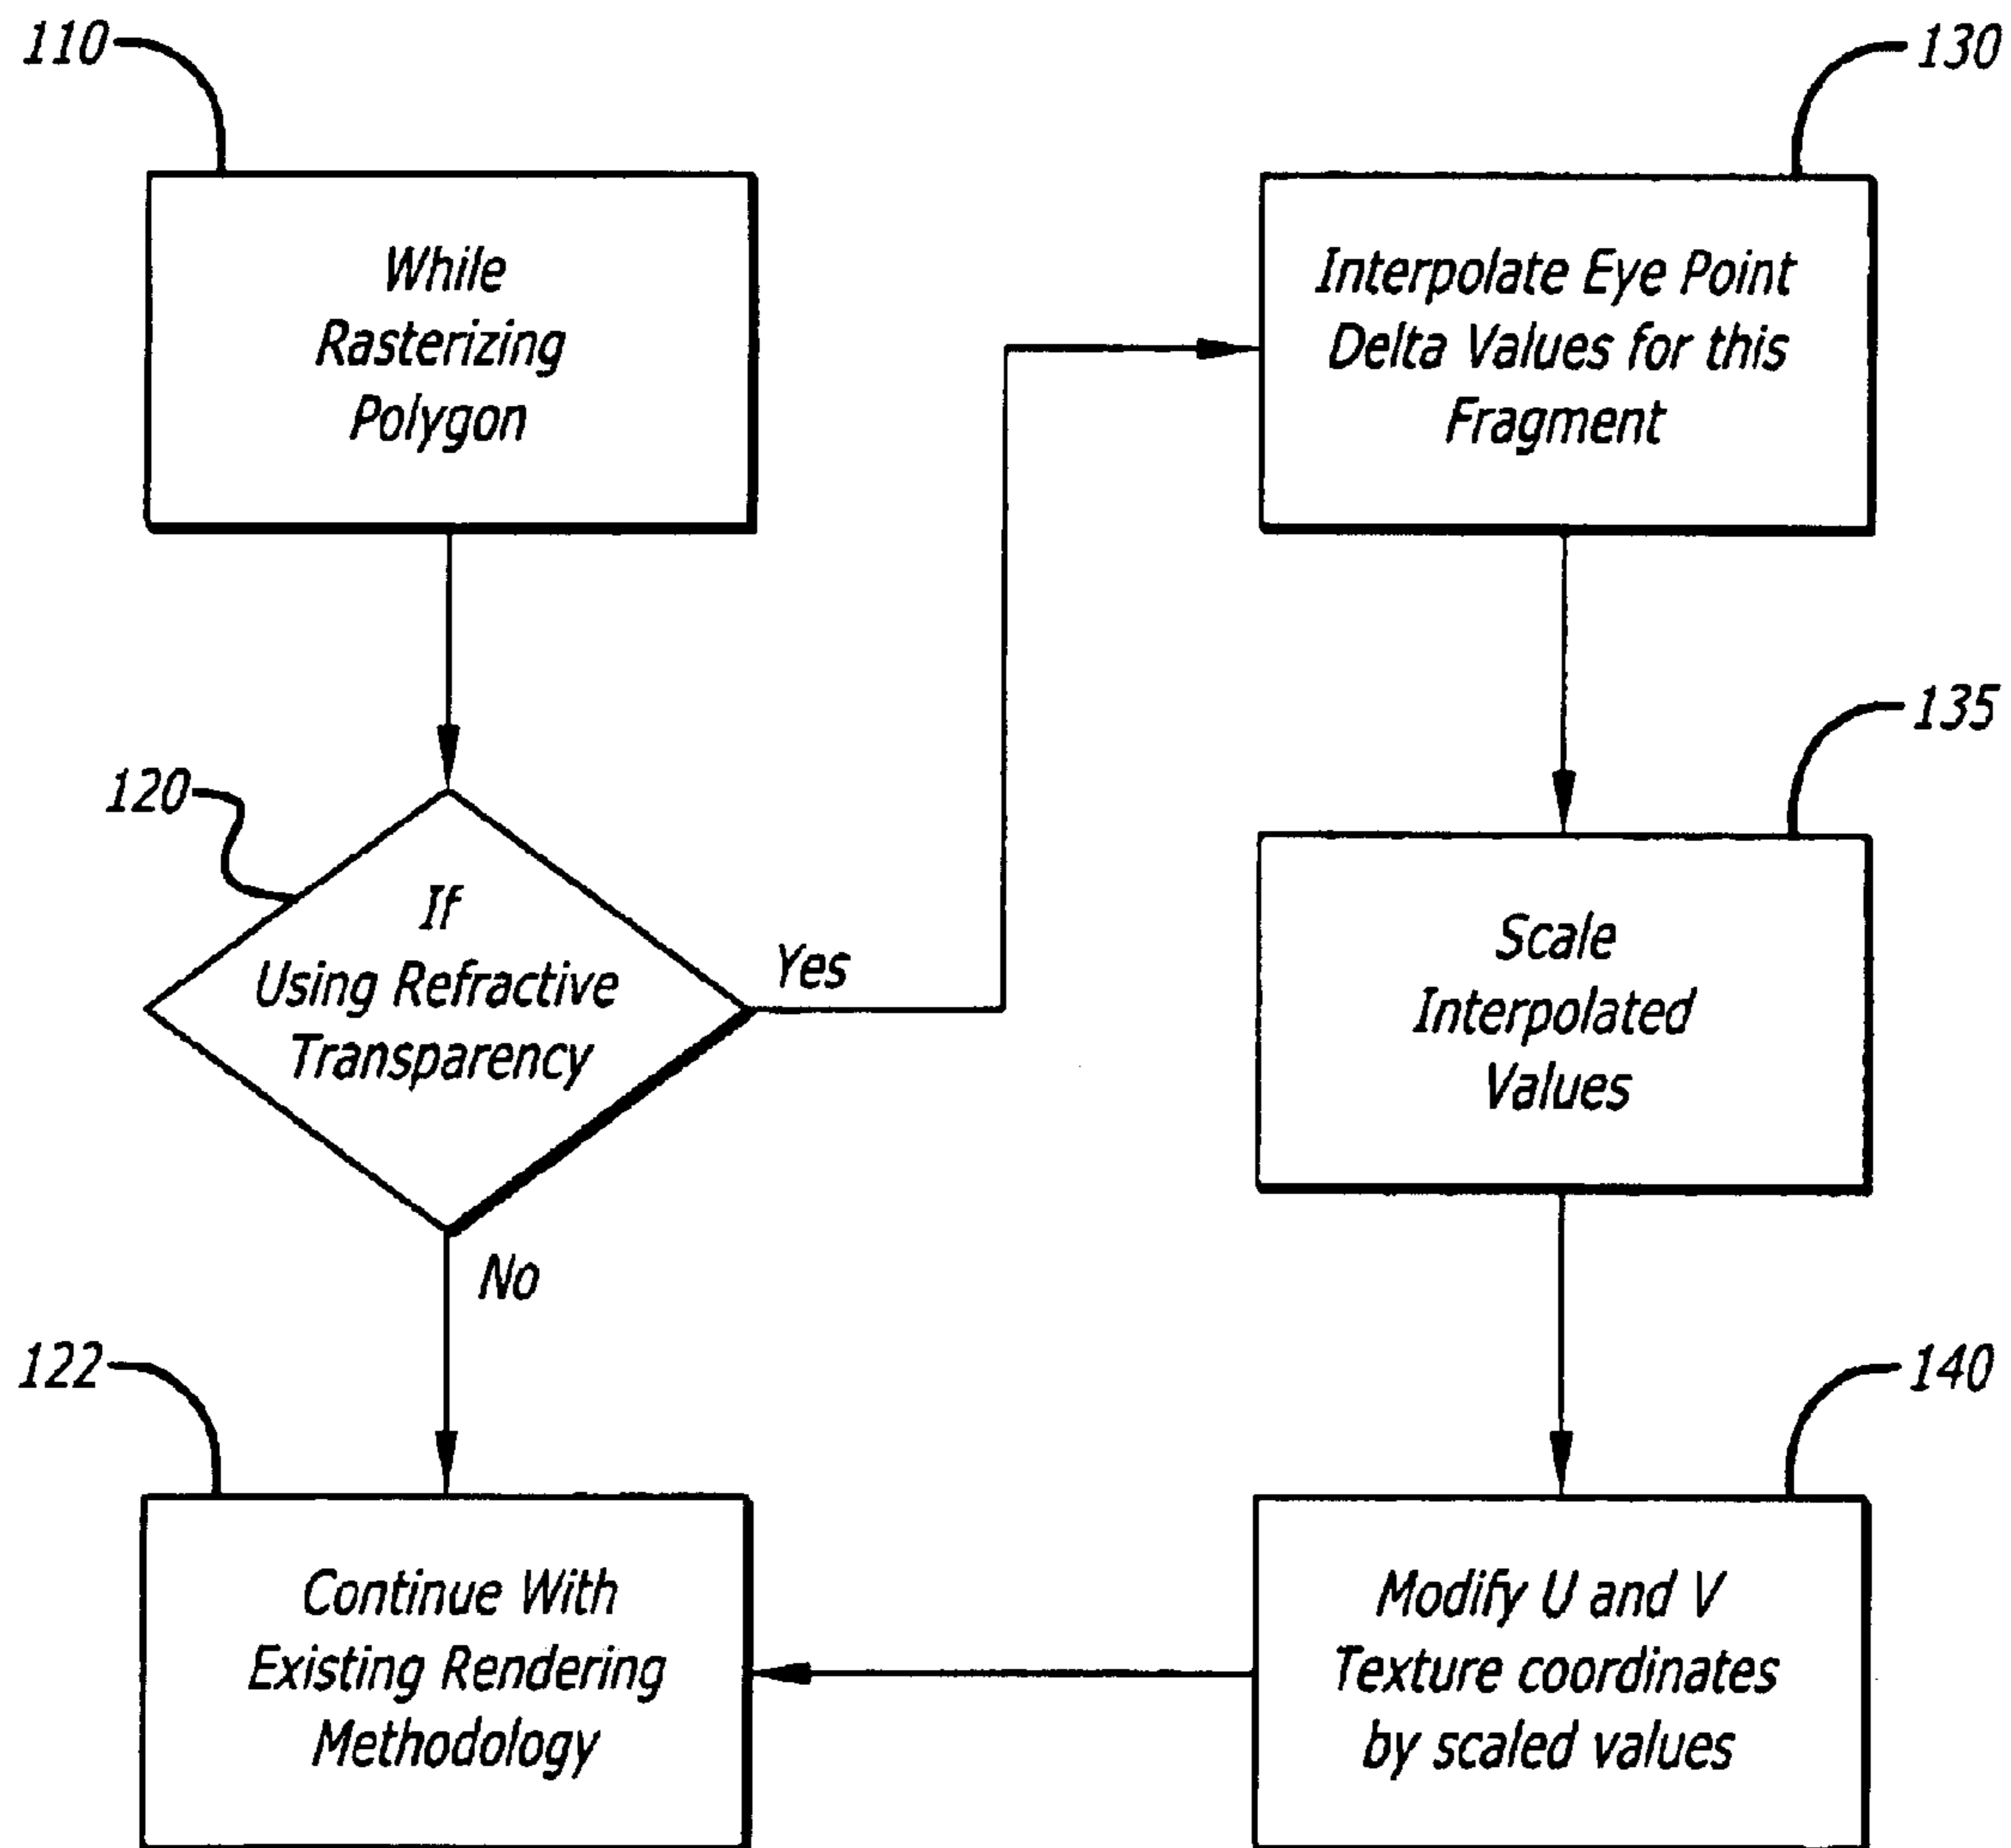 110
While
Rasterizing
Polygon
120
If
Using Refractive
Transparency
Yes
No
122
Continue With
Existing Rendering
Methodology
130
Interpolate Eye Point
Delta Values for this
Fragment
135
Scale
Interpolated
Values
140
Modify U and V
Texture coordinates
by scaled values